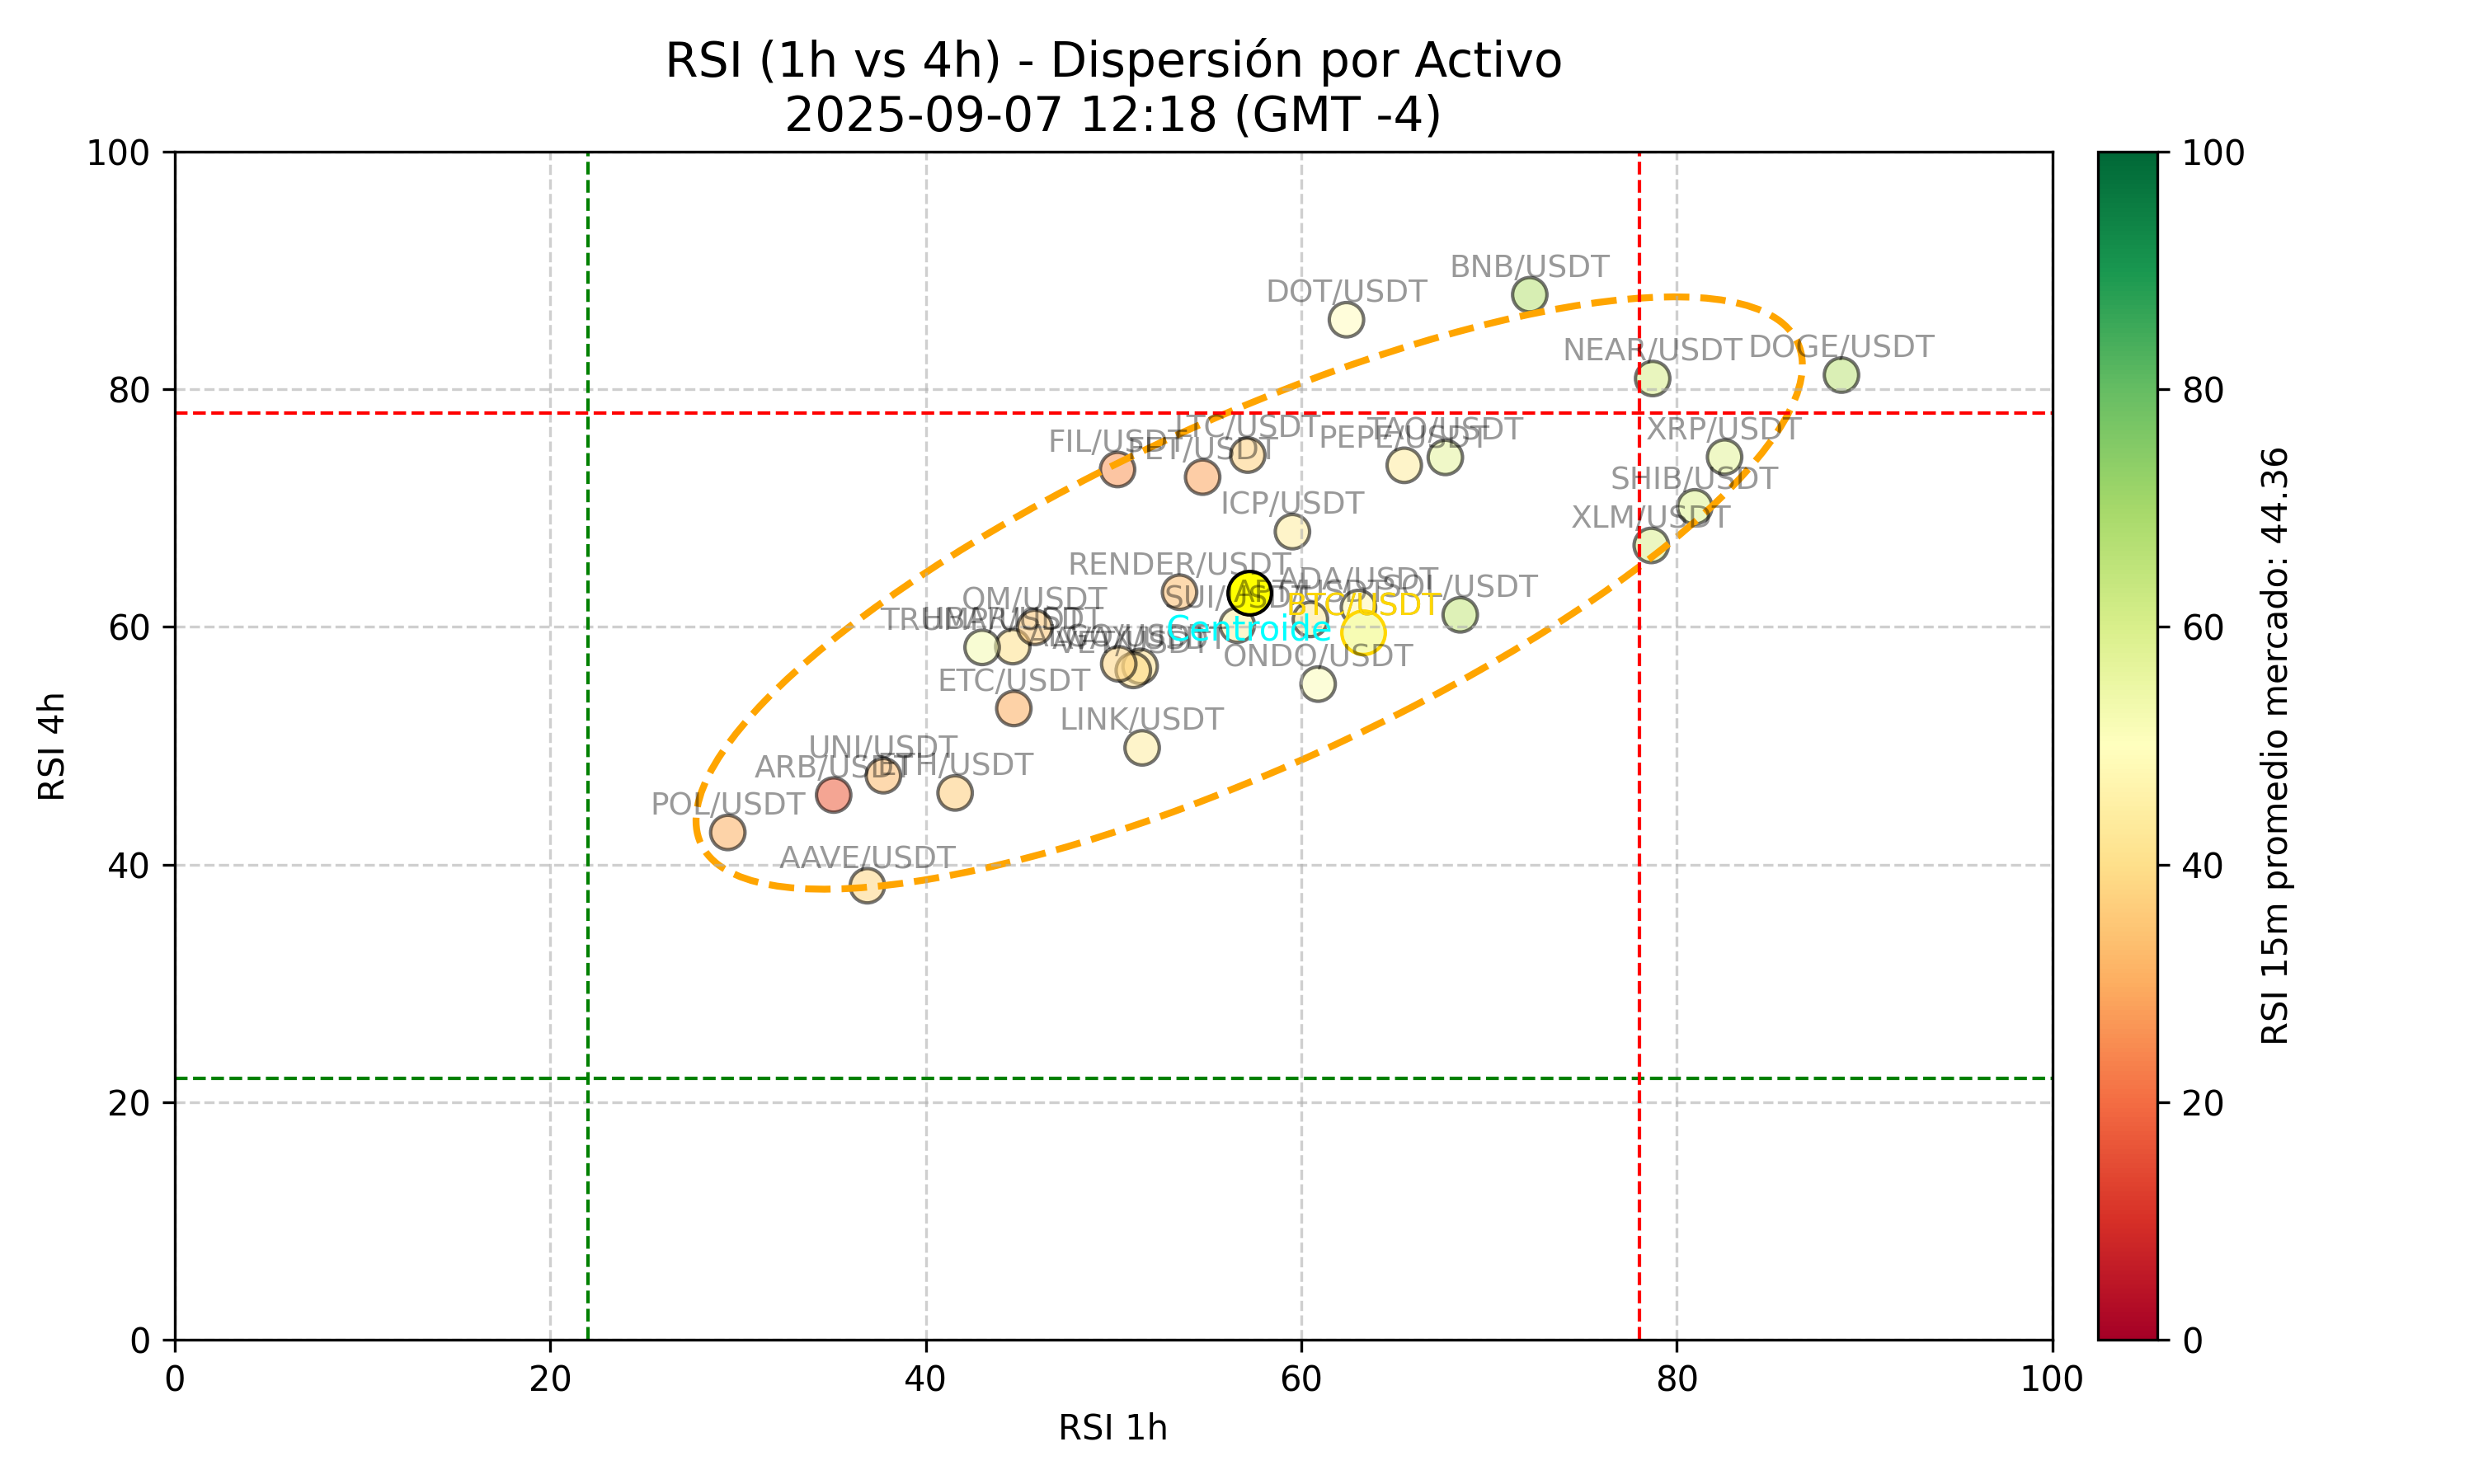 RSI (1h vs 4h) - Dispersión por Activo
2025-09-07 12:18 (GMT -4)
RSI 4h
100
80
60
40
20
0
0
20
40
60
80
100
RSI 1h
BNB/USDT
DOT/USDT
NEAR/USDT
DOGE/USDT
LTC/USDT
TAO/USDT
XRP/USDT
PEPE/USDT
FIL/USDT
FET/USDT
SHIB/USDT
ICP/USDT
XLM/USDT
RENDER/USDT
ADA/USDT
SOL/USDT
SUI/USDT
BTC/USDT
OM/USDT
Centroide
ONDO/USDT
ETC/USDT
LINK/USDT
UNI/USDT
ARB/USDT
ETH/USDT
POL/USDT
AAVE/USDT
100
80
60
40
20
0
RSI 15m promedio mercado: 44.36